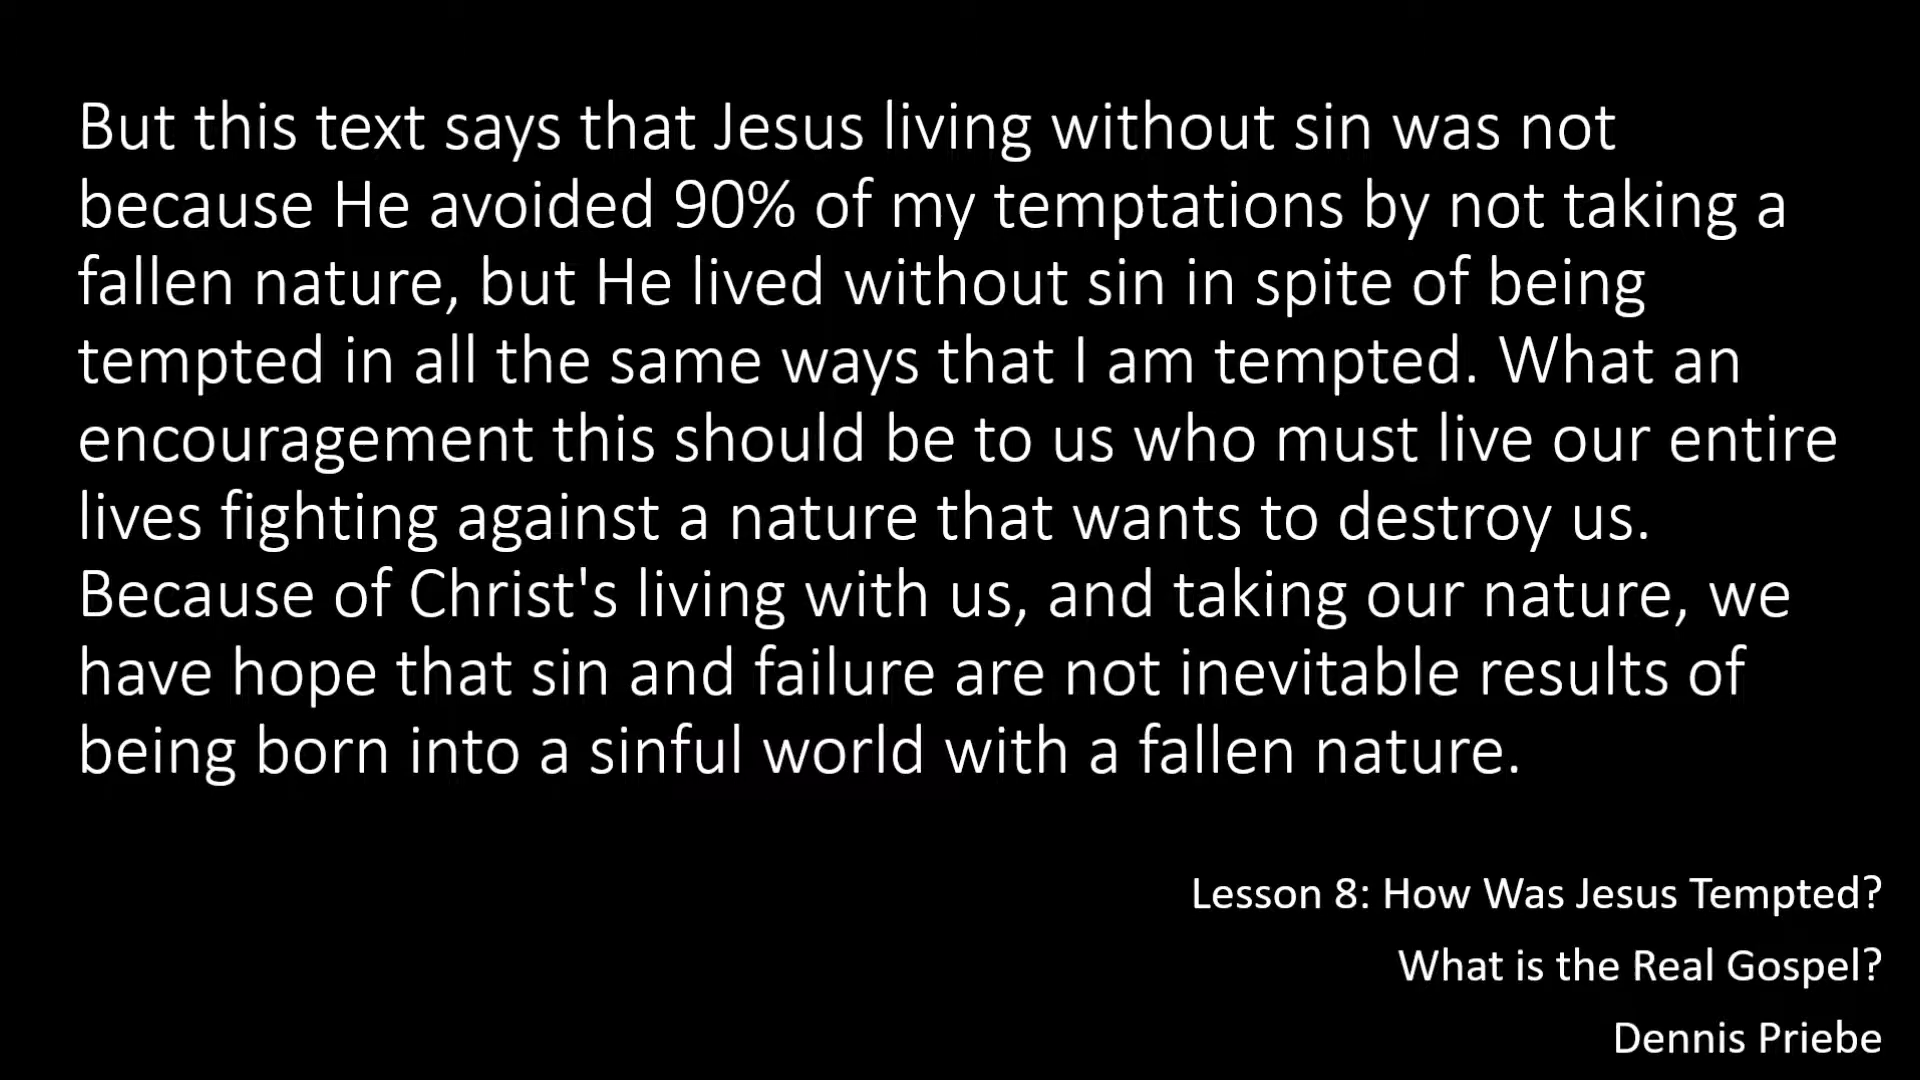 But this text says that Jesus living without sin was not
because He avoided 90% of my temptations by not taking a
fallen nature, but He lived without sin in spite of being
tempted in all the same ways that I am tempted. What an
encouragement this should be to us who must live our entire
lives fighting against a nature that wants to destroy us.
Because of Christ's living with us, and taking our nature, we
have hope that sin and failure are not inevitable results of
being born into a sinful world with a fallen nature.
Lesson 8: How Was Jesus Tempted?
What is the Real Gospel?
Dennis Priebe